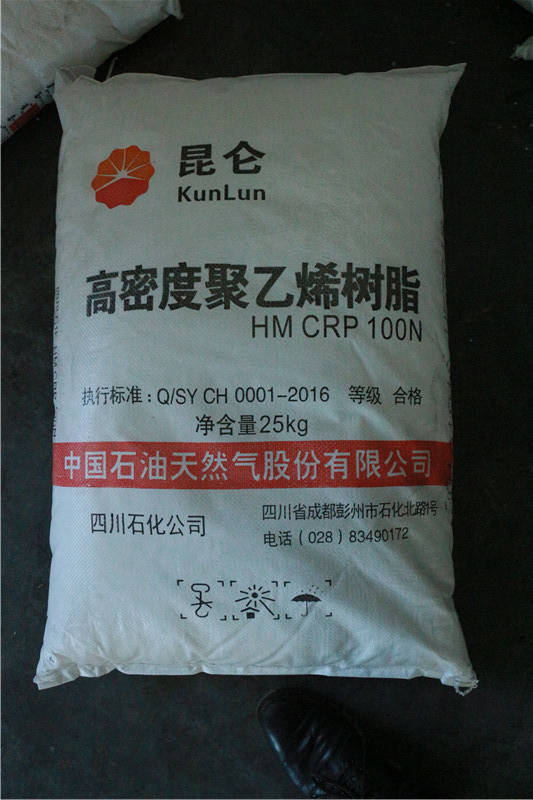 昆仑
KunLun
高密度聚乙烯树脂
HM CRP 100N
执行标准:Q/SY CH 0001-2016 等级 合格
净含量25kg
中国石油天然气股份有限公司
四川石化公司
四川省成都彭州市石化北路1号
电话(028)83490172